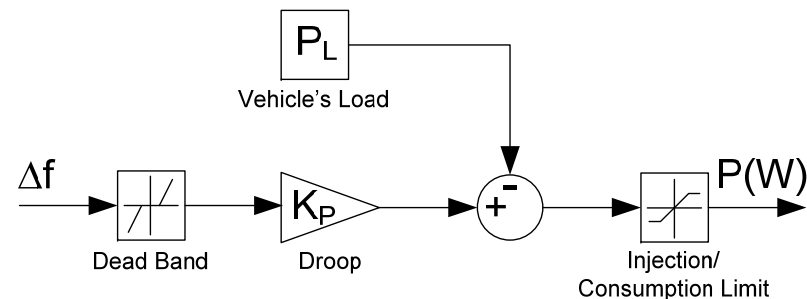 P_L
Vehicle's Load
Δf
P(W)
K_P
+
-
Dead Band
Droop
Injection/
Consumption Limit